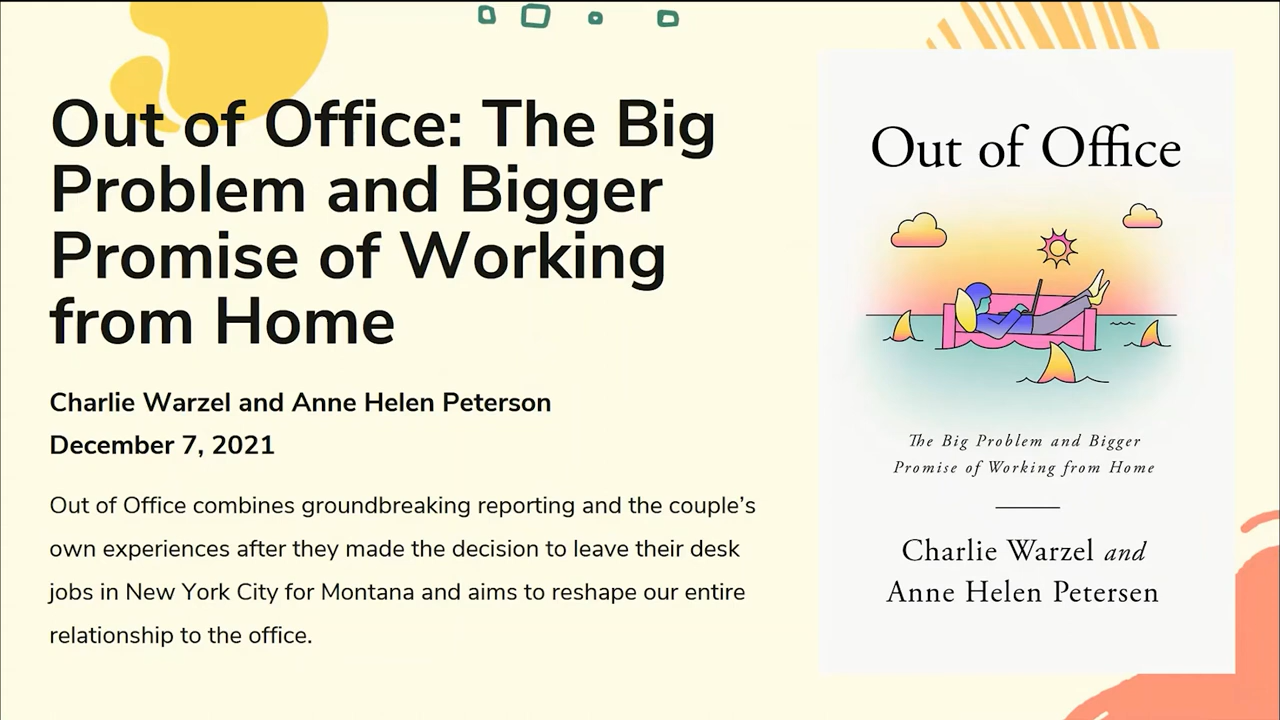 Out of Office: The Big
Problem and Bigger
Promise of Working
from Home
Charlie Warzel and Anne Helen Peterson
December 7, 2021
Out of Office combines groundbreaking reporting and the couple’s
own experiences after they made the decision to leave their desk
jobs in New York City for Montana and aims to reshape our entire
relationship to the office.
Out of Office
The Big Problem and Bigger
Promise of Working from Home
Charlie Warzel and
Anne Helen Petersen